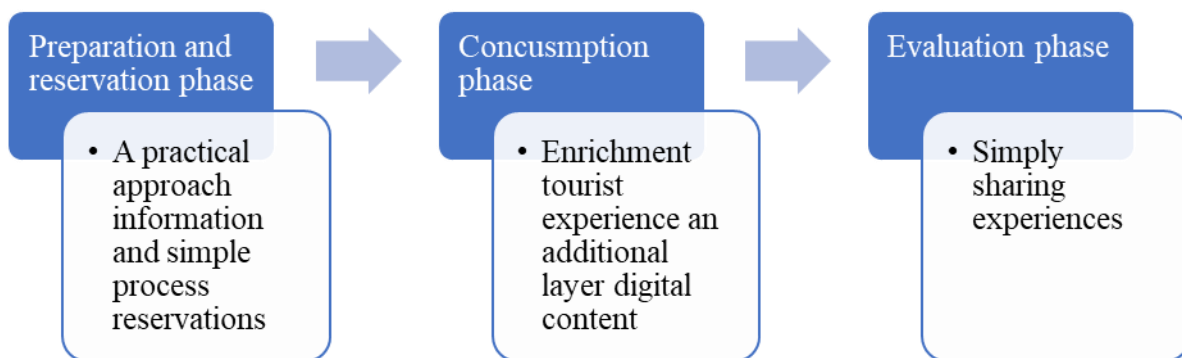 Preparation and
reservation phase
• A practical
approach
information
and simple
process
reservations
Concusmption
phase
• Enrichment
tourist
experience an
additional
layer digital
content
Evaluation phase
• Simply
sharing
experiences